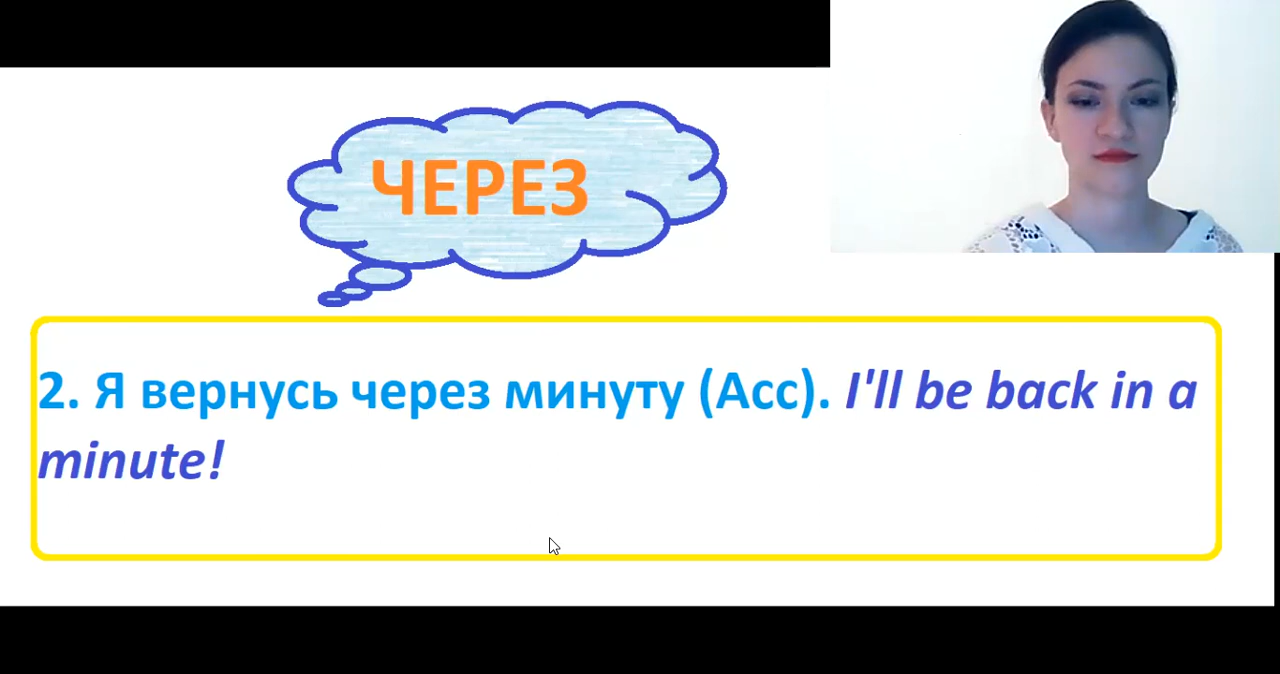 ЧЕРЕЗ
2. Я вернусь через минуту (Acc). I'll be back in a
minute!